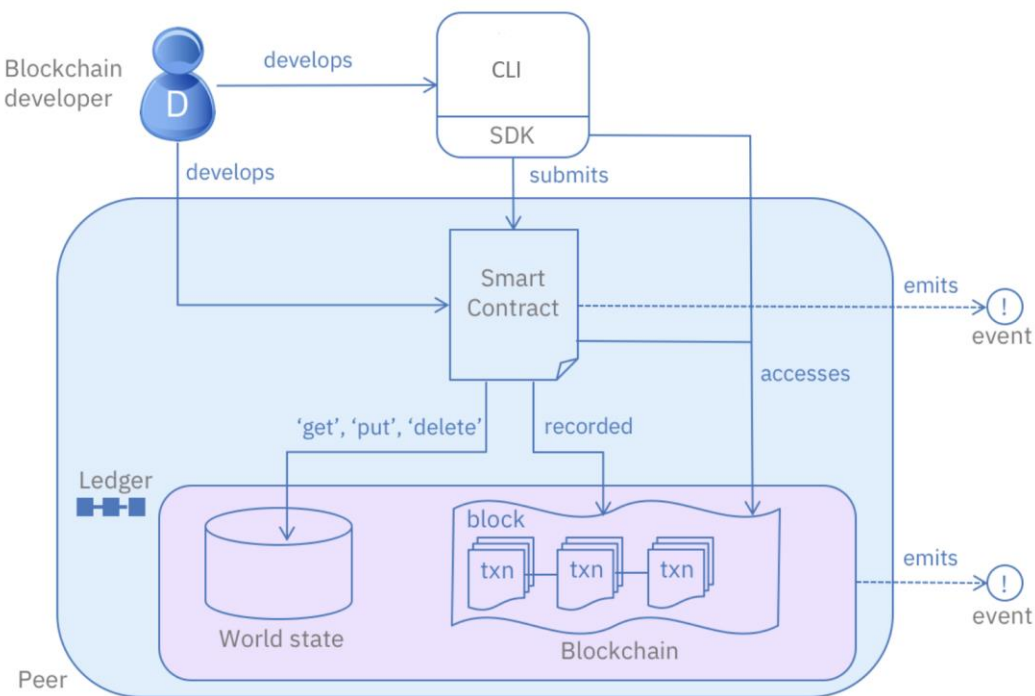 Blockchain
developer
D
develops
CLI
SDK
develops
submits
Smart
Contract
emits
!
event
accesses
‘get’, ‘put’, ‘delete’
recorded
Ledger
block
txn
txn
txn
World state
Blockchain
emits
!
event
Peer